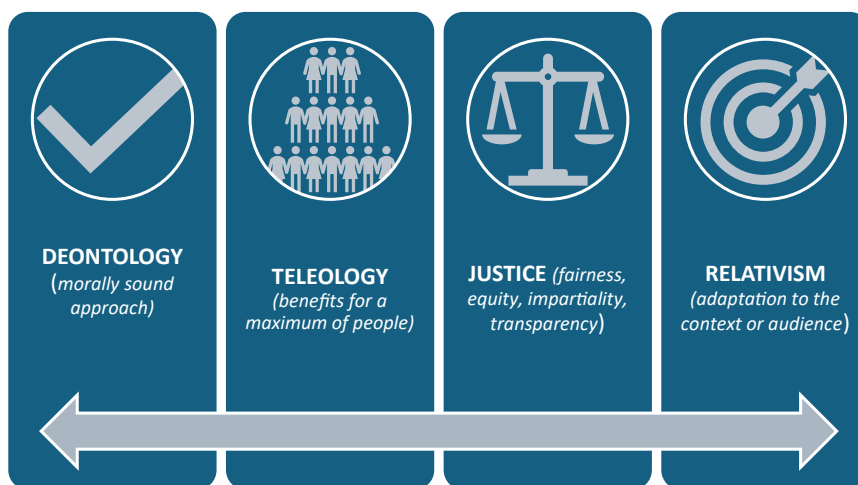 DEONTOLOGY
(morally sound
approach)
TELEOLOGY
(benefits for a
maximum of people)
JUSTICE (fairness,
equity, impartiality,
transparency)
RELATIVISM
(adaptation to the
context or audience)